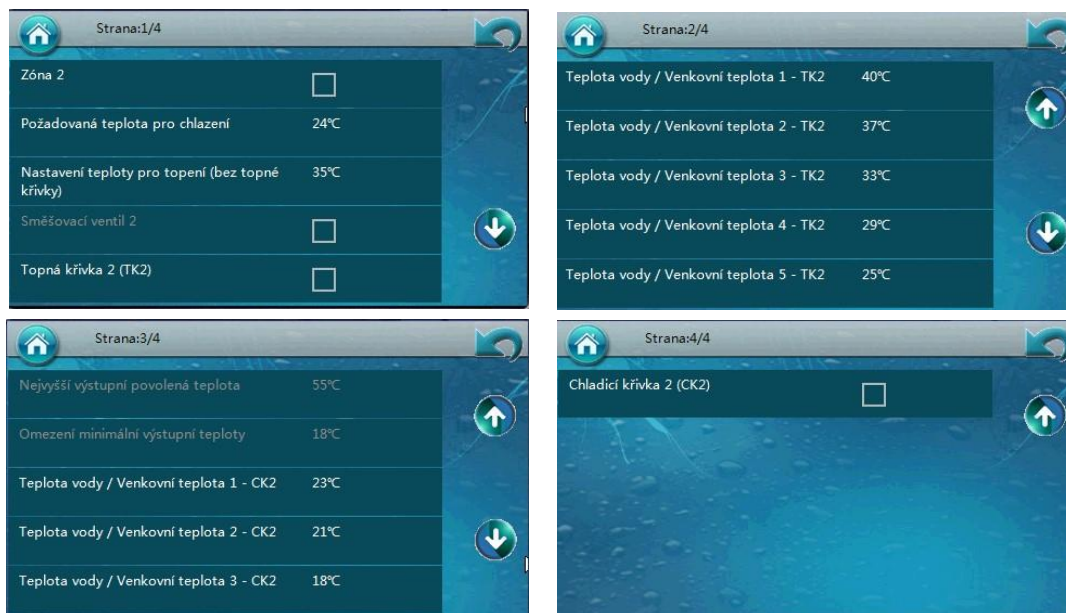 Strana:1/4
Zóna 2
Požadovaná teplota pro chlazení 24℃
Nastavení teploty pro topení (bez topné 35℃
křivky)
Směšovací ventil 2
Topná křivka 2 (TK2)
Strana:2/4
Teplota vody / Venkovní teplota 1 - TK2 40℃
Teplota vody / Venkovní teplota 2 - TK2 37℃
Teplota vody / Venkovní teplota 3 - TK2 33℃
Teplota vody / Venkovní teplota 4 - TK2 29℃
Teplota vody / Venkovní teplota 5 - TK2 25℃
Strana:3/4
Nejvyšší výstupní povolená teplota 55℃
Omezení minimální výstupní teploty 18℃
Teplota vody / Venkovní teplota 1 - CK2 23℃
Teplota vody / Venkovní teplota 2 - CK2 21℃
Teplota vody / Venkovní teplota 3 - CK2 18℃
Strana:4/4
Chladicí křivka 2 (CK2)